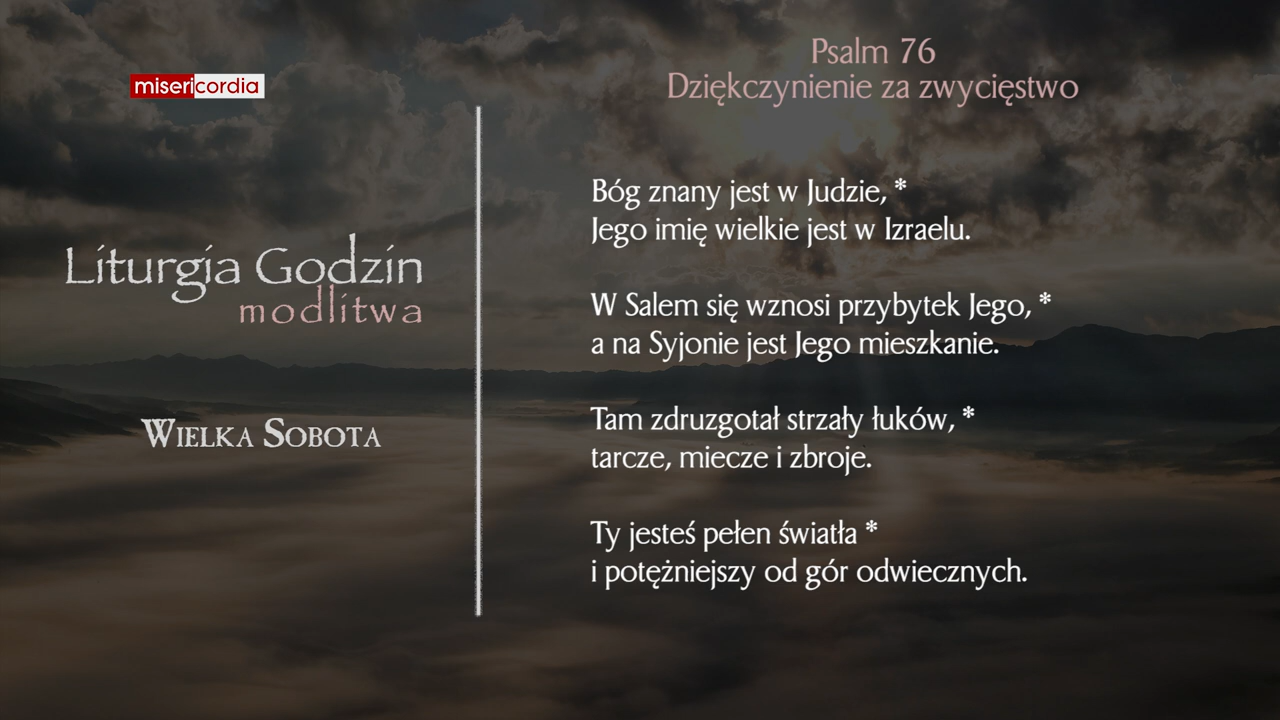 misericordia
Liturgia Godzin
modlitwa
Wielka Sobota
Psalm 76
Dziękczynienie za zwycięstwo
Bóg znany jest w Judzie, *
Jego imię wielkie jest w Izraelu.
W Salem się wznosi przybytek Jego, *
a na Syjonie jest Jego mieszkanie.
Tam zdruzgotał strzały łuków, *
tarcze, miecze i zbroje.
Ty jesteś pełen światła *
i potężniejszy od gór odwiecznych.